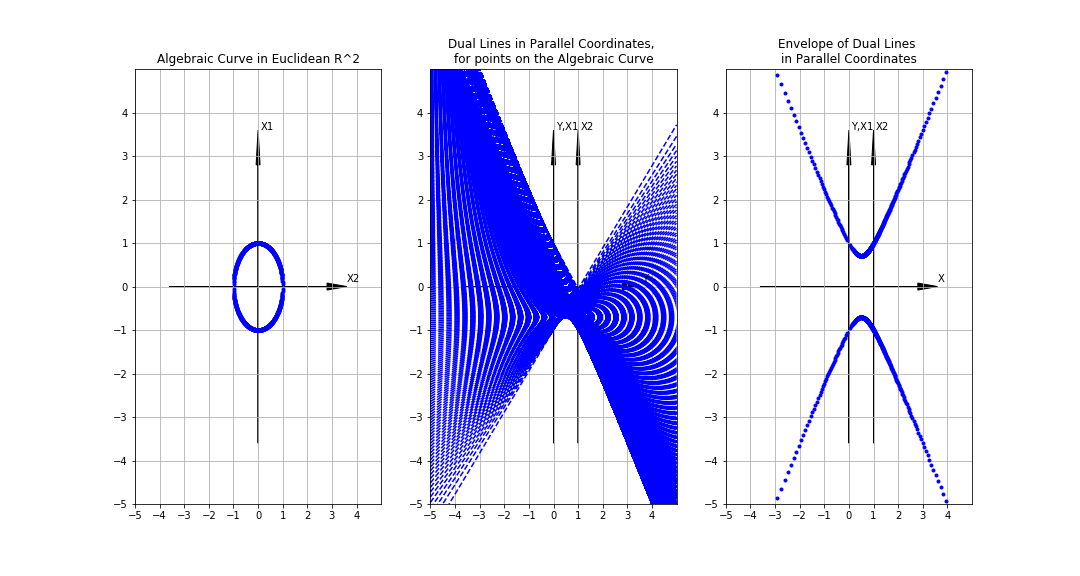 Algebraic Curve in Euclidean R^2
X1
X2
4
3
2
1
0
−1
−2
−3
−4
−5
−5 −4 −3 −2 −1 0 1 2 3 4
Dual Lines in Parallel Coordinates,
for points on the Algebraic Curve
Y,X1 X2
4
3
2
1
0
−1
−2
−3
−4
−5
−5 −4 −3 −2 −1 0 1 2 3 4
Envelope of Dual Lines
in Parallel Coordinates
Y,X1 X2
X
4
3
2
1
0
−1
−2
−3
−4
−5
−5 −4 −3 −2 −1 0 1 2 3 4